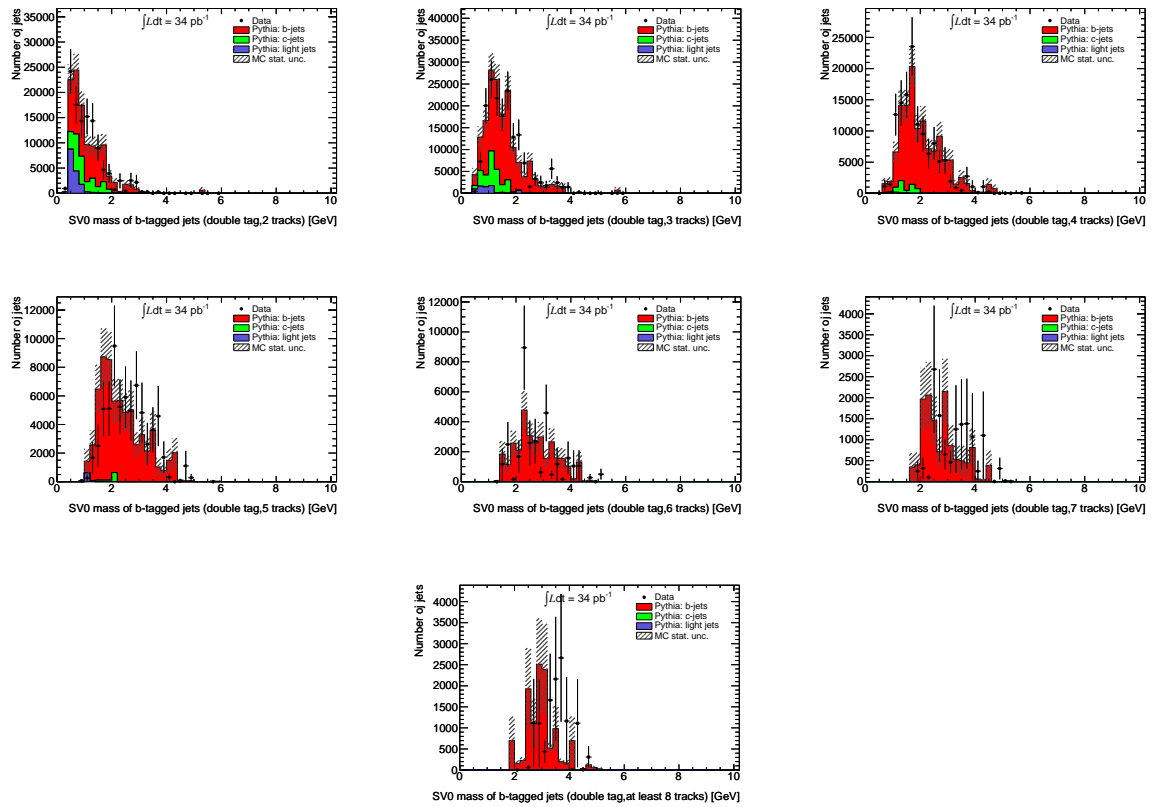 Number oj jets
∫Ldt = 34 pb⁻¹
Data
Pythia: b-jets
Pythia: c-jets
Pythia: light jets
MC stat. unc.
35000
30000
25000
20000
15000
10000
5000
0
0 2 4 6 8 10
SV0 mass of b-tagged jets (double tag,2 tracks) [GeV]
Number oj jets
∫Ldt = 34 pb⁻¹
Data
Pythia: b-jets
Pythia: c-jets
Pythia: light jets
MC stat. unc.
40000
35000
30000
25000
20000
15000
10000
5000
0
0 2 4 6 8 10
SV0 mass of b-tagged jets (double tag,3 tracks) [GeV]
Number oj jets
∫Ldt = 34 pb⁻¹
Data
Pythia: b-jets
Pythia: c-jets
Pythia: light jets
MC stat. unc.
25000
20000
15000
10000
5000
0
0 2 4 6 8 10
SV0 mass of b-tagged jets (double tag,4 tracks) [GeV]
Number oj jets
∫Ldt = 34 pb⁻¹
Data
Pythia: b-jets
Pythia: c-jets
Pythia: light jets
MC stat. unc.
12000
10000
8000
6000
4000
2000
0
0 2 4 6 8 10
SV0 mass of b-tagged jets (double tag,5 tracks) [GeV]
Number oj jets
∫Ldt = 34 pb⁻¹
Data
Pythia: b-jets
Pythia: c-jets
Pythia: light jets
MC stat. unc.
12000
10000
8000
6000
4000
2000
0
0 2 4 6 8 10
SV0 mass of b-tagged jets (double tag,6 tracks) [GeV]
Number oj jets
∫Ldt = 34 pb⁻¹
Data
Pythia: b-jets
Pythia: c-jets
Pythia: light jets
MC stat. unc.
4000
3500
3000
2500
2000
1500
1000
500
0
0 2 4 6 8 10
SV0 mass of b-tagged jets (double tag,7 tracks) [GeV]
Number oj jets
∫Ldt = 34 pb⁻¹
Data
Pythia: b-jets
Pythia: c-jets
Pythia: light jets
MC stat. unc.
4000
3500
3000
2500
2000
1500
1000
500
0
0 2 4 6 8 10
SV0 mass of b-tagged jets (double tag,at least 8 tracks) [GeV]